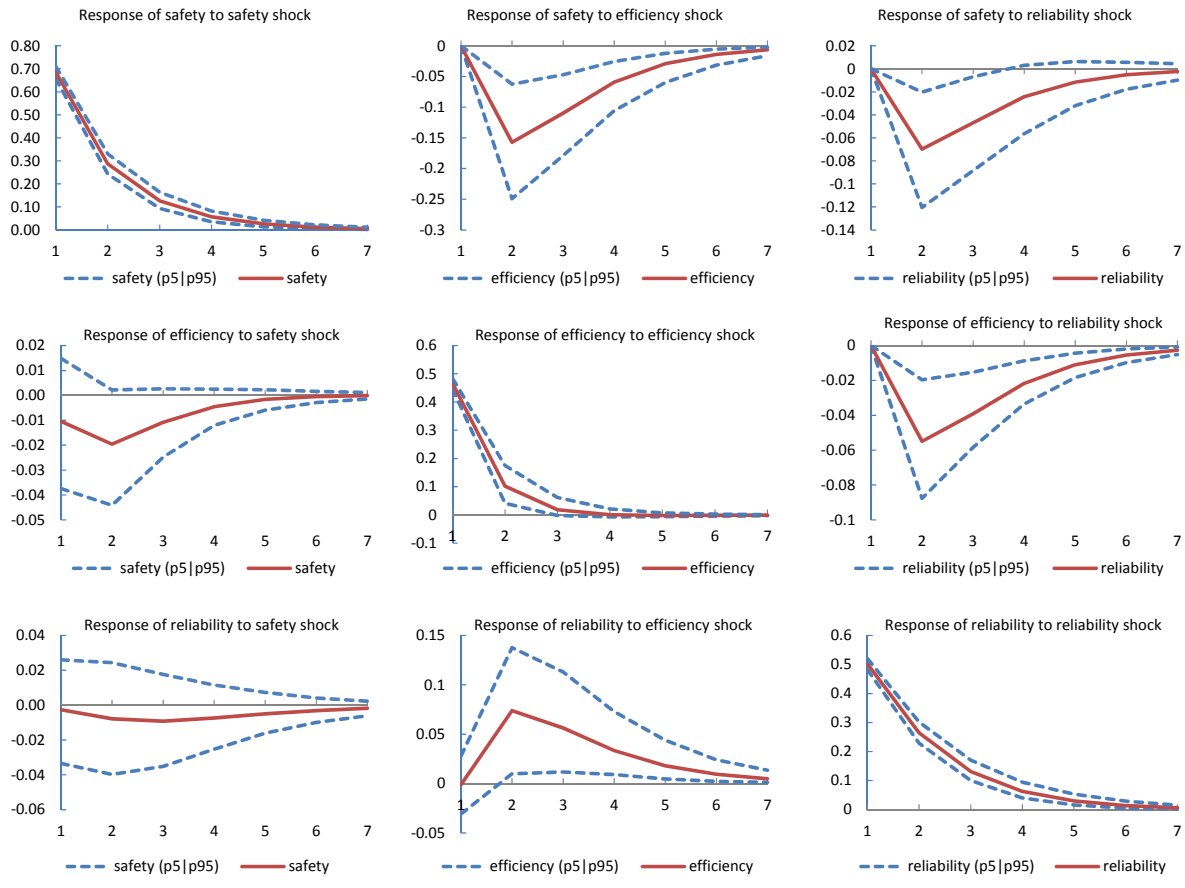 Response of safety to safety shock
0.80
0.70
0.60
0.50
0.40
0.30
0.20
0.10
0.00
1 2 3 4 5 6 7
safety (p5|p95) safety
Response of safety to efficiency shock
0
-0.05
-0.1
-0.15
-0.2
-0.25
-0.3
1 2 3 4 5 6 7
efficiency (p5|p95) efficiency
Response of safety to reliability shock
0.02
0
-0.02
-0.04
-0.06
-0.08
-0.1
-0.12
-0.14
1 2 3 4 5 6 7
reliability (p5|p95) reliability
Response of efficiency to safety shock
0.02
0.01
0.00
-0.01
-0.02
-0.03
-0.04
-0.05
1 2 3 4 5 6 7
safety (p5|p95) safety
Response of efficiency to efficiency shock
0.6
0.5
0.4
0.3
0.2
0.1
0
-0.1
1 2 3 4 5 6 7
efficiency (p5|p95) efficiency
Response of efficiency to reliability shock
0
-0.02
-0.04
-0.06
-0.08
-0.1
1 2 3 4 5 6 7
reliability (p5|p95) reliability
Response of reliability to safety shock
0.04
0.02
0.00
-0.02
-0.04
-0.06
1 2 3 4 5 6 7
safety (p5|p95) safety
Response of reliability to efficiency shock
0.15
0.1
0.05
0
-0.05
1 2 3 4 5 6 7
efficiency (p5|p95) efficiency
Response of reliability to reliability shock
0.6
0.5
0.4
0.3
0.2
0.1
0
1 2 3 4 5 6 7
reliability (p5|p95) reliability